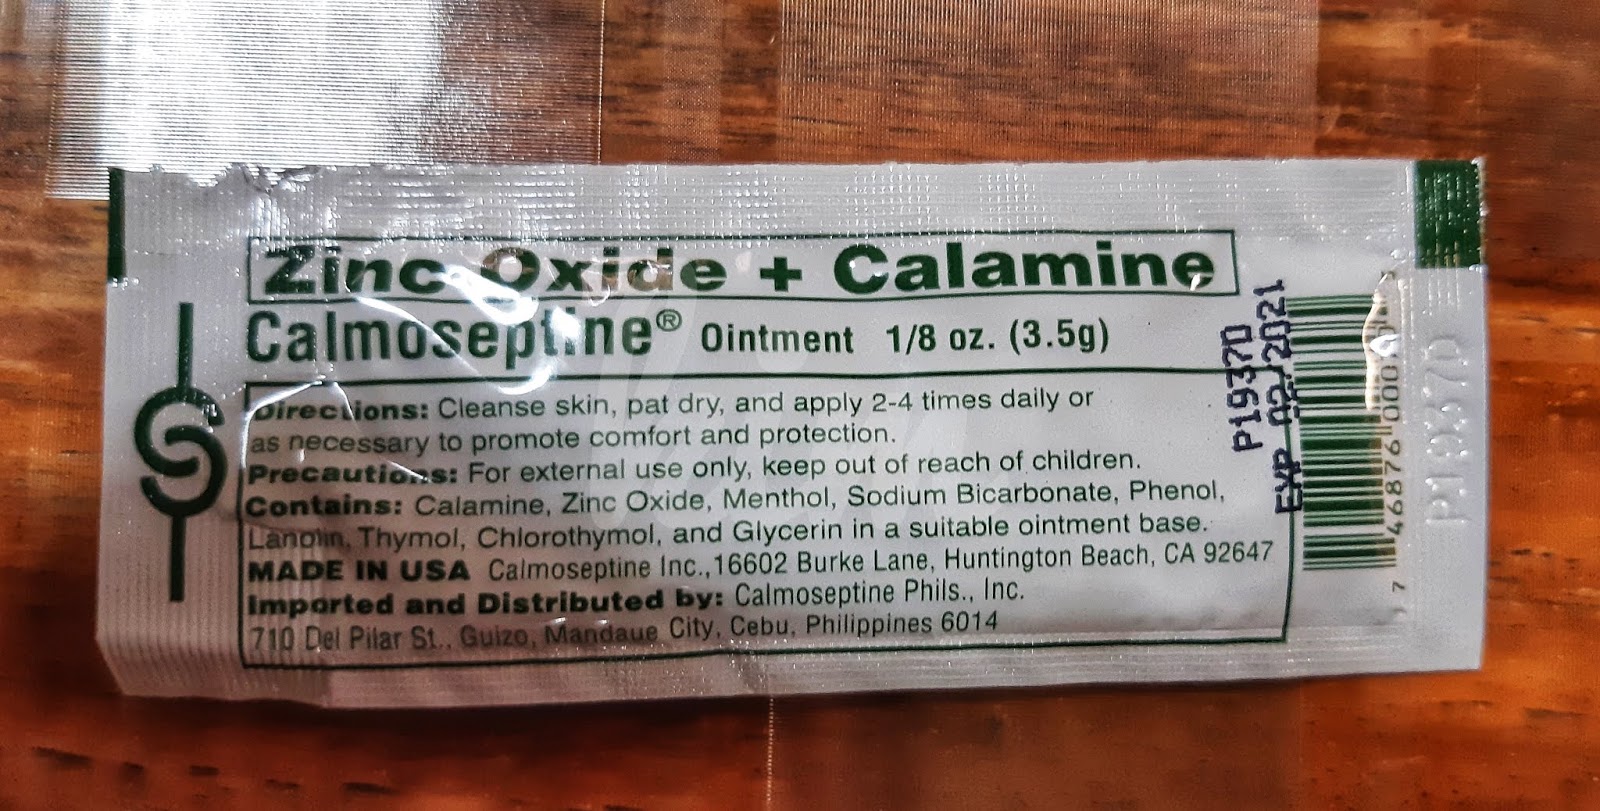 Zinc Oxide + Calamine
Calmoseptine® Ointment 1/8 oz. (3.5g)
Directions: Cleanse skin, pat dry, and apply 2-4 times daily or
as necessary to promote comfort and protection.
Precautions: For external use only, keep out of reach of children.
Contains: Calamine, Zinc Oxide, Menthol, Sodium Bicarbonate, Phenol,
Lanolin, Thymol, Chlorothymol, and Glycerin in a suitable ointment base.
MADE IN USA Calmoseptine Inc.,16602 Burke Lane, Huntington Beach, CA 92647
Imported and Distributed by: Calmoseptine Phils., Inc.
710 Del Pilar St., Guizo, Mandaue City, Cebu, Philippines 6014
P1937D
EXP 02/2021
P1937D